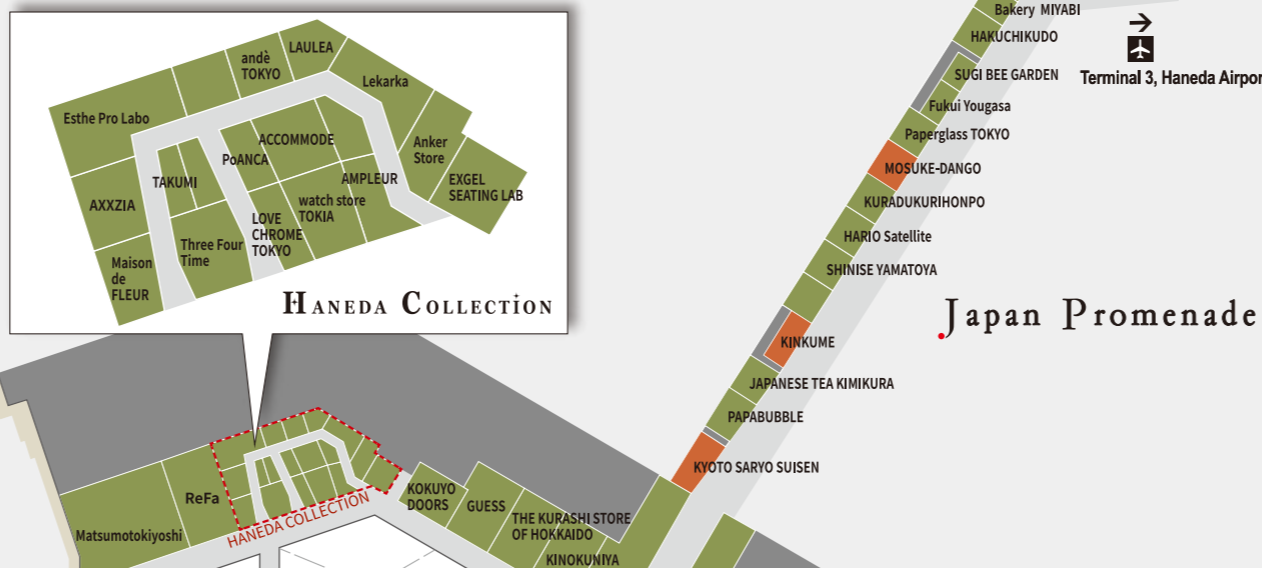 Bakery MIYABI
HAKUCHIKUDO
SUGI BEE GARDEN
Fukui Yougasa
Paperglass TOKYO
MOSUKE-DANGO
KURADUKURIHONPO
HARIO Satellite
SHINISE YAMATOYA
KINKUME
JAPANESE TEA KIMIKURA
PAPABUBBLE
KYOTO SARYO SUISEN
Terminal 3, Haneda Airpor
Japan Promenade
LAULEA
andè
TOKYO
Lekarka
Esthe Pro Labo
ACCOMMODE
Anker
Store
PoANCA
TAKUMI
AMPLEUR
EXGEL
SEATING LAB
AXXZIA
watch store
TOKIA
LOVE
CHROME
TOKYO
Three Four
Time
Maison
de
FLEUR
HANEDA COLLECTION
Matsumotokiyoshi
ReFa
HANEDA COLLECTION
KOKUYO
DOORS
GUESS
THE KURASHI STORE
OF HOKKAIDO
KINOKUNIYA